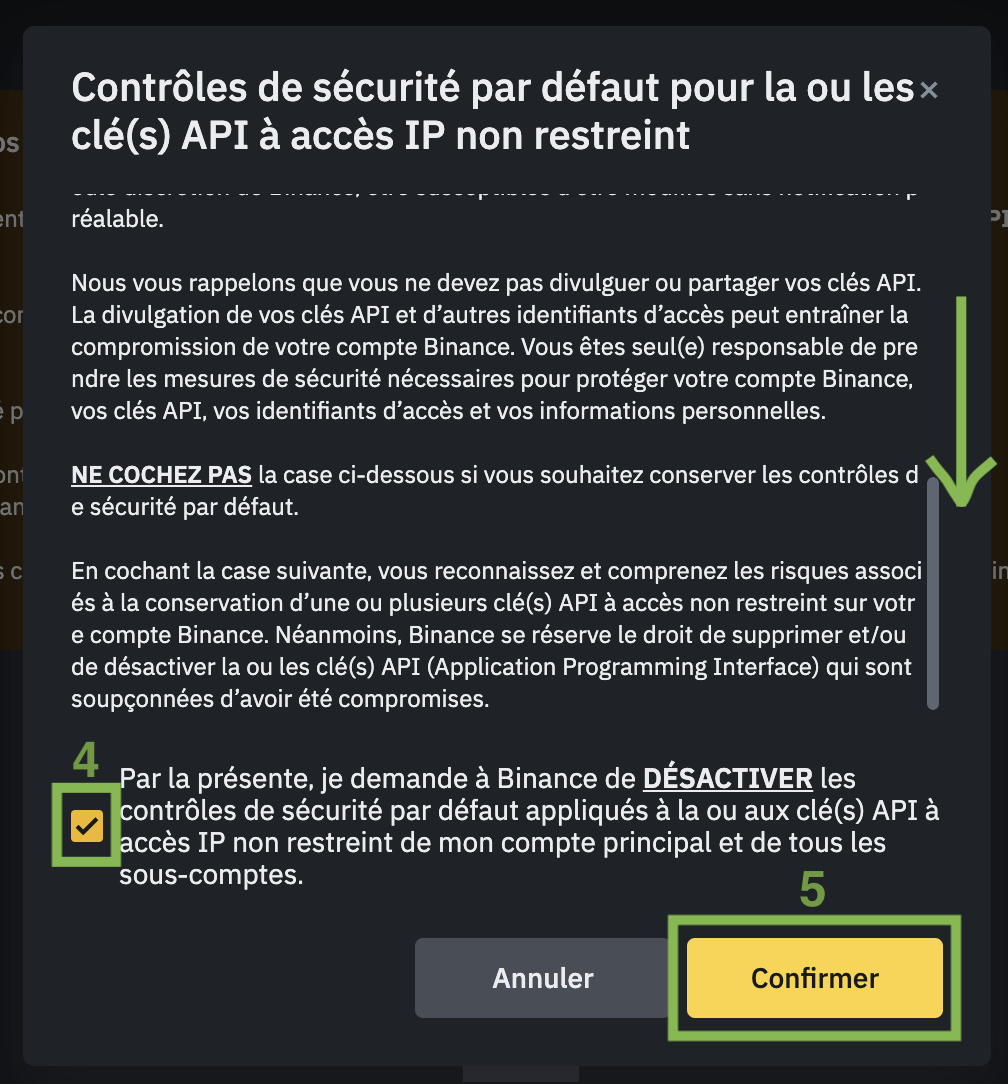 Contrôles de sécurité par défaut pour la ou les
clé(s) API à accès IP non restreint
réalable.
Nous vous rappelons que vous ne devez pas divulguer ou partager vos clés API.
La divulgation de vos clés API et d’autres identifiants d’accès peut entraîner la
compromission de votre compte Binance. Vous êtes seul(e) responsable de pre
ndre les mesures de sécurité nécessaires pour protéger votre compte Binance,
vos clés API, vos identifiants d’accès et vos informations personnelles.
NE COCHEZ PAS la case ci-dessous si vous souhaitez conserver les contrôles d
e sécurité par défaut.
En cochant la case suivante, vous reconnaissez et comprenez les risques associ
és à la conservation d’une ou plusieurs clé(s) API à accès non restreint sur votr
e compte Binance. Néanmoins, Binance se réserve le droit de supprimer et/ou
de désactiver la ou les clé(s) API (Application Programming Interface) qui sont
soupçonnées d’avoir été compromises.
4
Par la présente, je demande à Binance de DÉSACTIVER les
contrôles de sécurité par défaut appliqués à la ou aux clé(s) API à
accès IP non restreint de mon compte principal et de tous les
sous-comptes.
5
Annuler
Confirmer